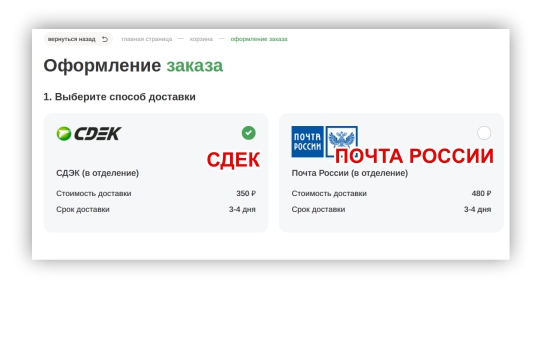 вернуться назад главная страница — корзина — оформление заказа
Оформление заказа
1. Выберите способ доставки
CDEK
СДЕК
СДЭК (в отделение)
Стоимость доставки 350 ₽
Срок доставки 3-4 дня
ПОЧТА РОССИИ
ПОЧТА РОССИИ
Почта России (в отделение)
Стоимость доставки 480 ₽
Срок доставки 3-4 дня